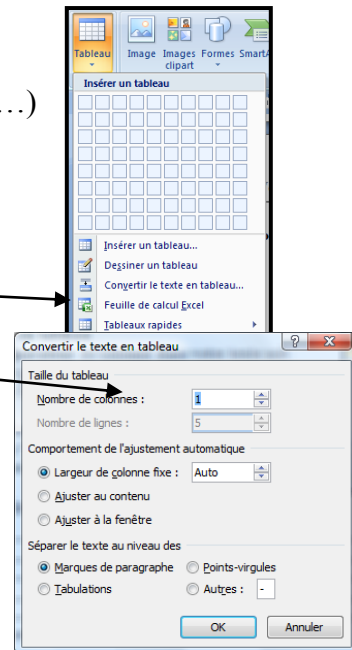 Tableau Image Images clipart Formes SmartA
Insérer un tableau
…)
Insérer un tableau...
Dessiner un tableau
Convertir le texte en tableau...
Feuille de calcul Excel
Tableaux rapides
Convertir le texte en tableau
Taille du tableau
Nombre de colonnes : 1
Nombre de lignes : 5
Comportement de l'ajustement automatique
Largeur de colonne fixe : Auto
Ajuster au contenu
Ajuster à la fenêtre
Séparer le texte au niveau des
Marques de paragraphe Points-virgules
Tabulations Autres : -
OK Annuler